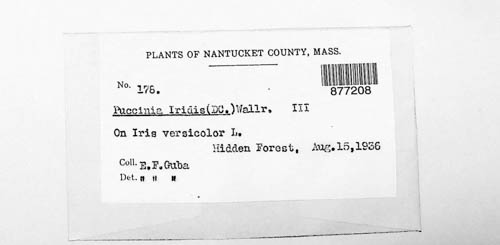 PLANTS OF NANTUCKET COUNTY, MASS.
No. 176.
877208
Puccinia Iridis(DC.)Wallr. III
On Iris versicolor L.
Hidden Forest, Aug.15,1936
Coll. E.F.Guba
Det. " " "